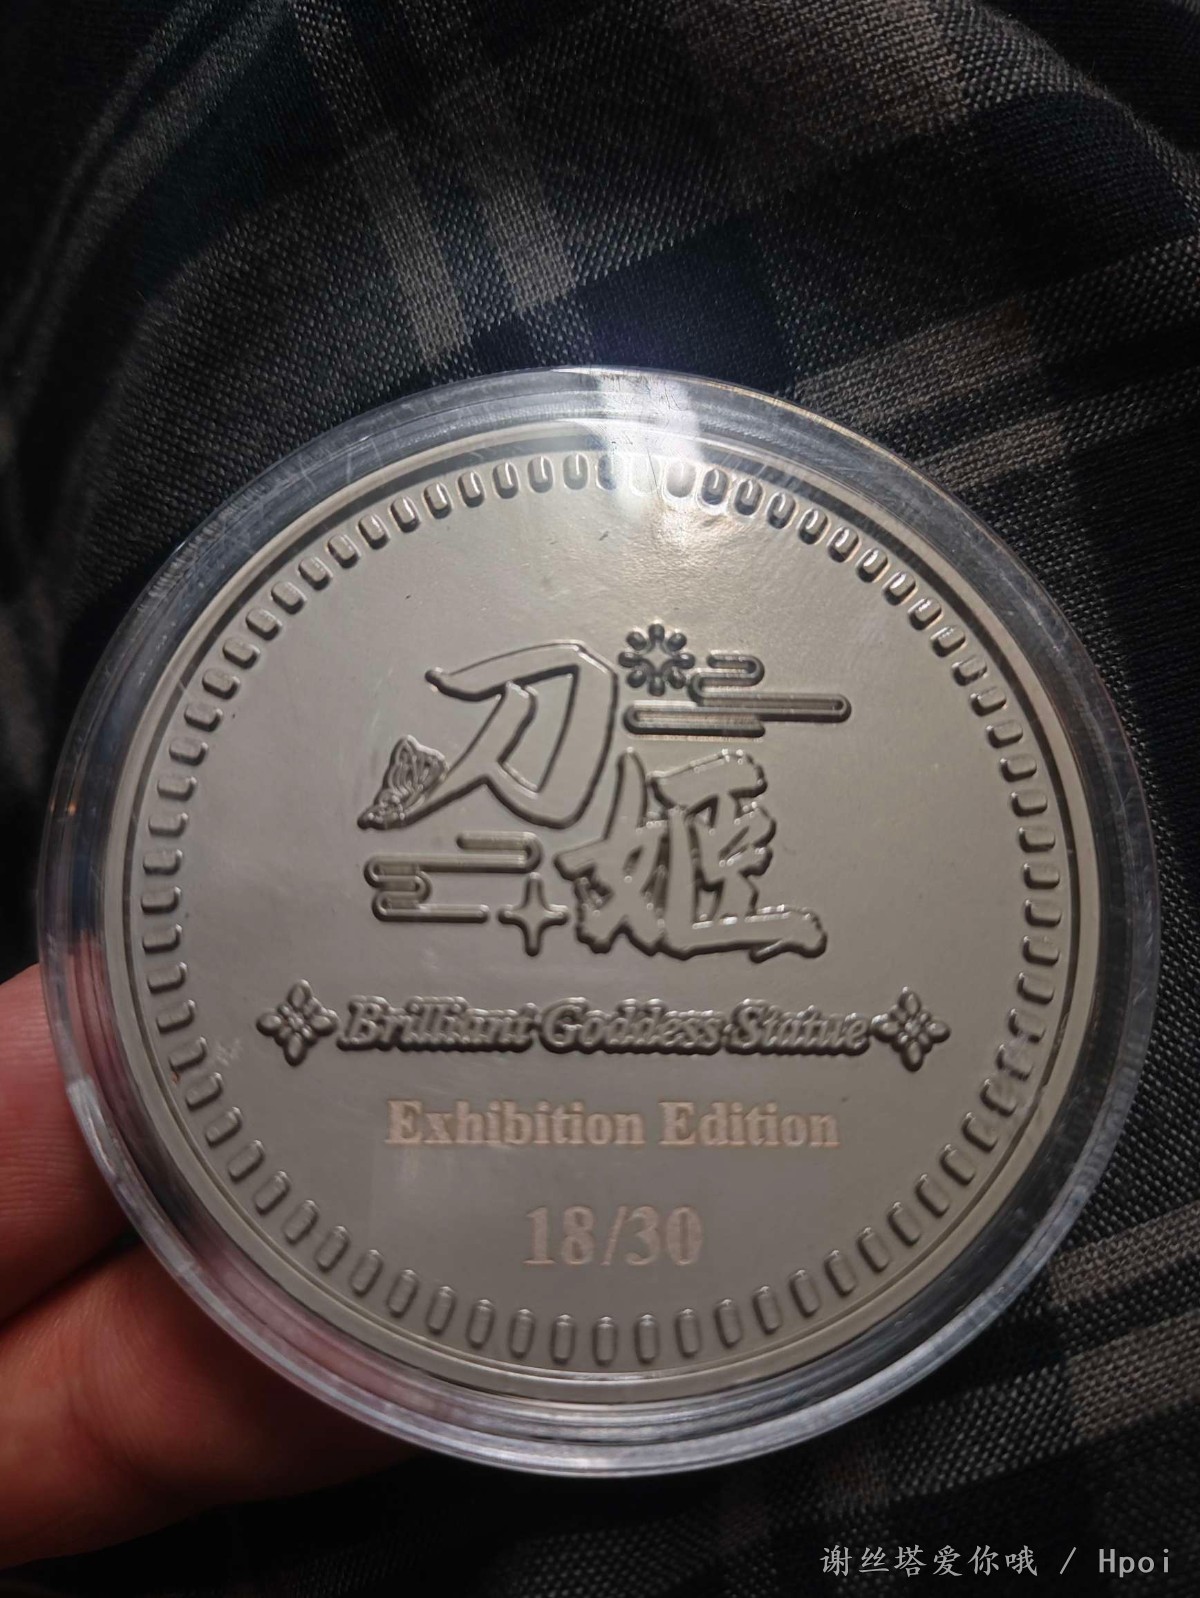 刀姬
Brilliant Goddess Statue
Exhibition Edition
18/30
谢丝塔爱你哦 / Hpoi